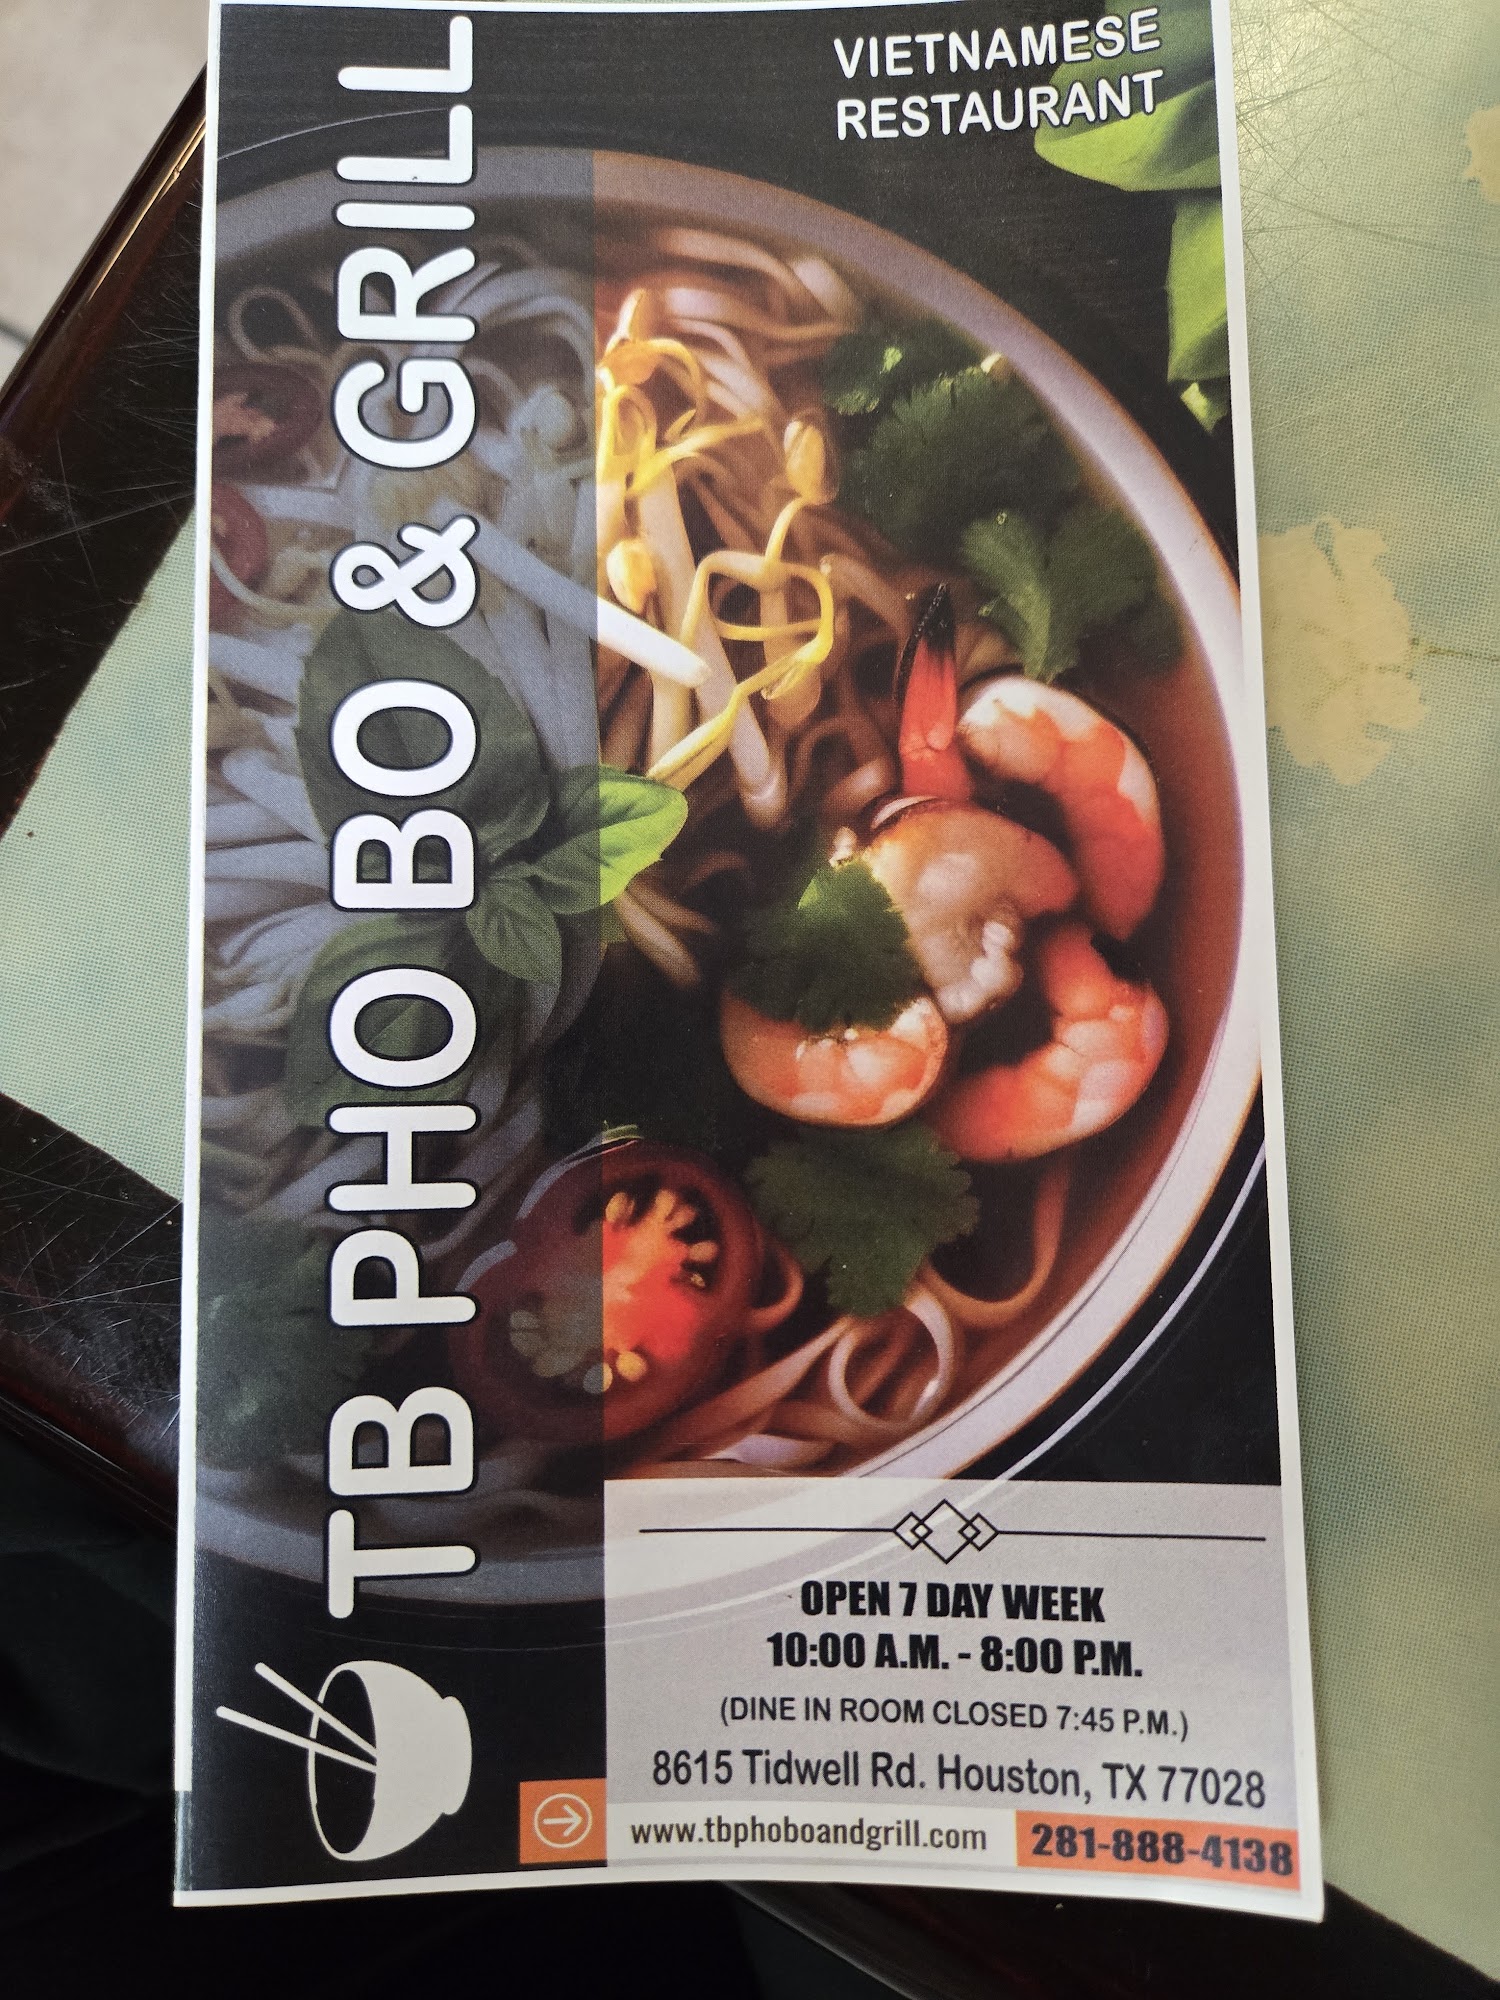 VIETNAMESE
RESTAURANT
TB PHO BO & GRILL
OPEN 7 DAY WEEK
10:00 A.M. - 8:00 P.M.
(DINE IN ROOM CLOSED 7:45 P.M.)
8615 Tidwell Rd. Houston, TX 77028
www.tbphoboandgrill.com
281-888-4138